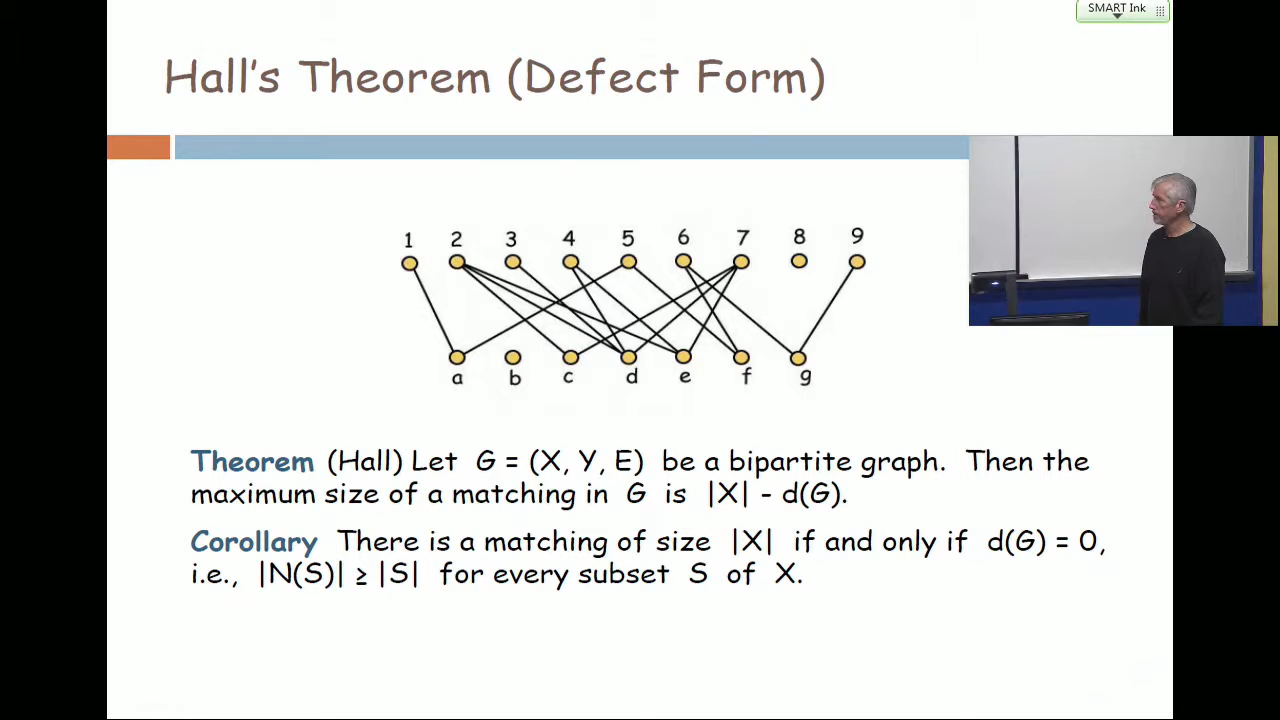 SMART Ink
Hall's Theorem (Defect Form)
1 2 3 4 5 6 7 8 9
a b c d e f g
Theorem (Hall) Let G = (X, Y, E) be a bipartite graph. Then the
maximum size of a matching in G is |X| - d(G).
Corollary There is a matching of size |X| if and only if d(G) = 0,
i.e., |N(S)| ≥ |S| for every subset S of X.